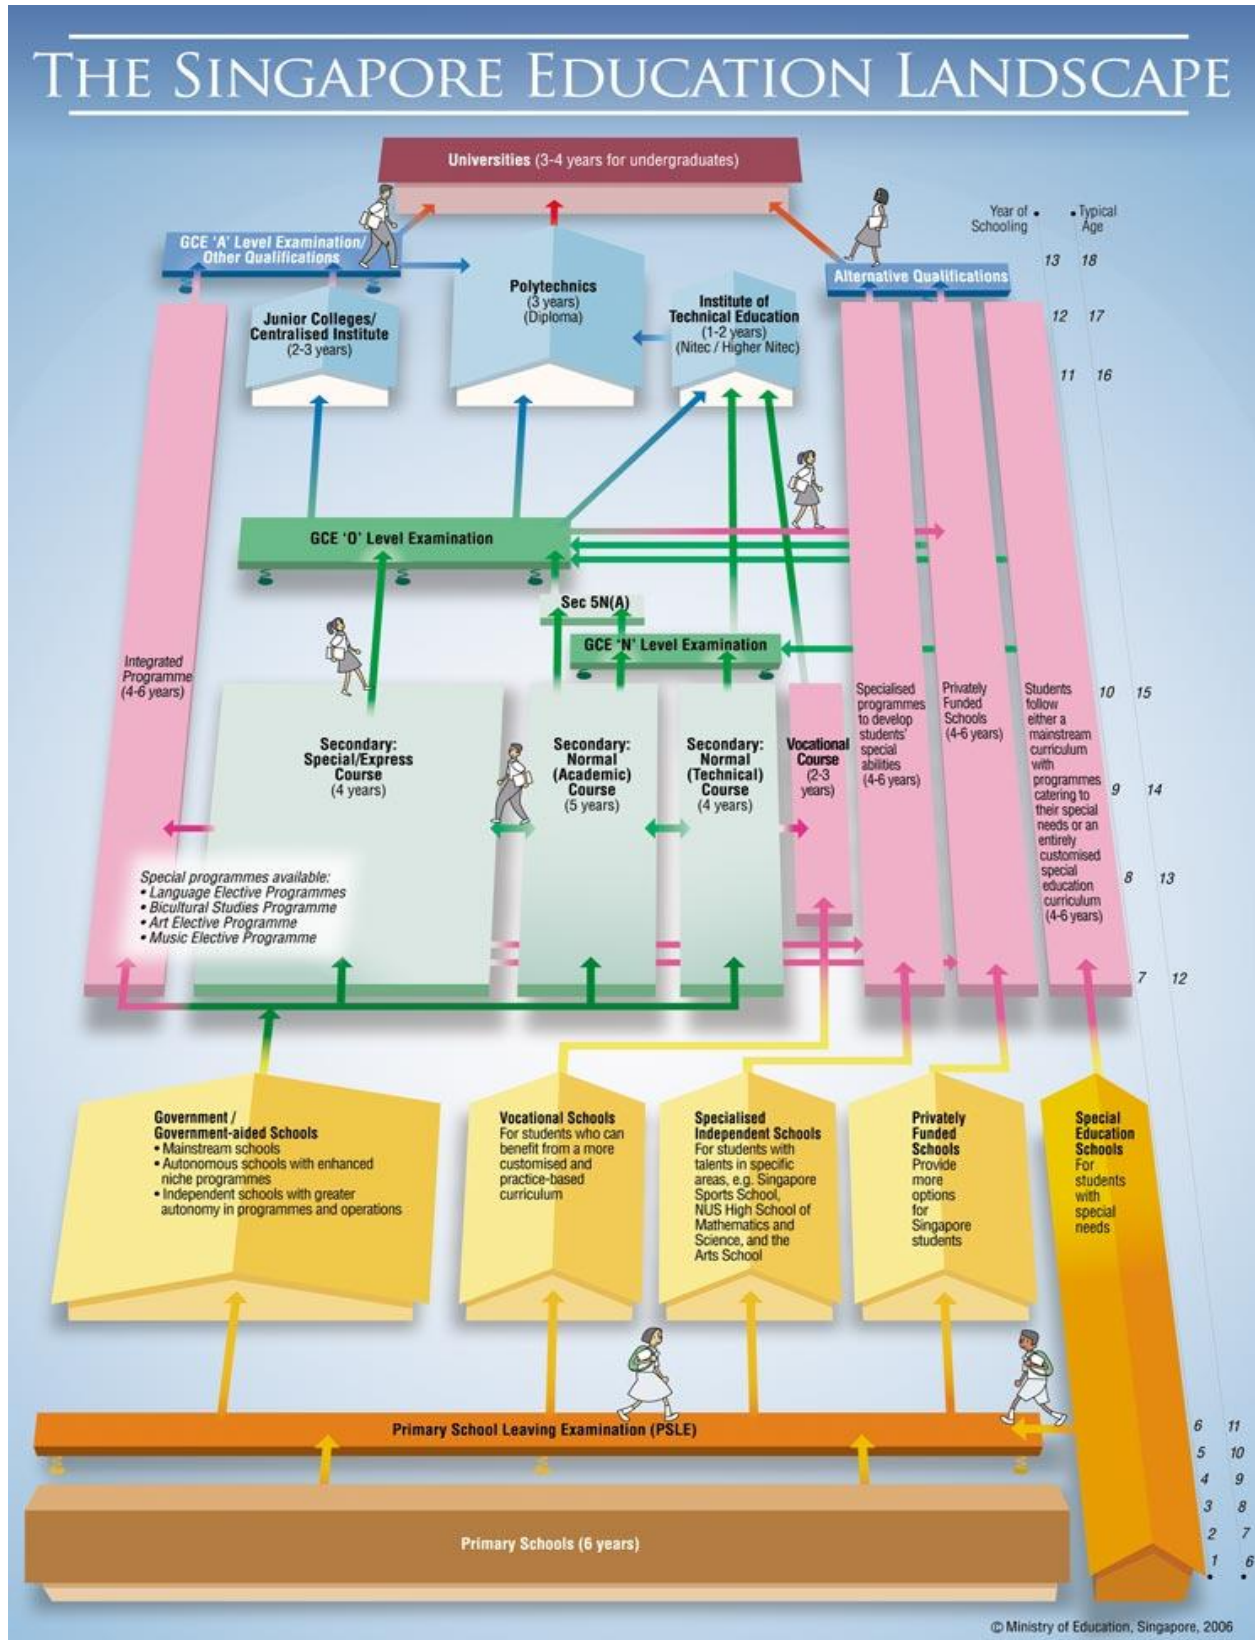 THE SINGAPORE EDUCATION LANDSCAPE
Universities (3-4 years for undergraduates)
Year of
Schooling
Typical
Age
GCE 'A' Level Examination/
Other Qualifications
Alternative Qualifications
13 18
Polytechnics
(3 years)
(Diploma)
Institute of
Technical Education
(1-2 years)
(Nitec / Higher Nitec)
Junior Colleges/
Centralised Institute
(2-3 years)
12 17
11 16
GCE 'O' Level Examination
Sec 5N(A)
GCE 'N' Level Examination
Integrated
Programme
(4-6 years)
Secondary:
Special/Express
Course
(4 years)
Secondary:
Normal
(Academic)
Course
(5 years)
Secondary:
Normal
(Technical)
Course
(4 years)
Vocational
Course
(2-3
years)
Specialised
programmes
to develop
students'
special
abilities
(4-6 years)
Privately
Funded
Schools
(4-6 years)
Students
follow
either a
mainstream
curriculum
with
programmes
catering to
their special
needs or an
entirely
customised
special
education
curriculum
(4-6 years)
10 15
9 14
8 13
7 12
Special programmes available:
• Language Elective Programmes
• Bicultural Studies Programme
• Art Elective Programme
• Music Elective Programme
Government /
Government-aided Schools
• Mainstream schools
• Autonomous schools with enhanced
niche programmes
• Independent schools with greater
autonomy in programmes and operations
Vocational Schools
For students who can
benefit from a more
customised and
practice-based
curriculum
Specialised
Independent Schools
For students with
talents in specific
areas, e.g. Singapore
Sports School,
NUS High School of
Mathematics and
Science, and the
Arts School
Privately
Funded
Schools
Provide
more
options
for
Singapore
students
Special
Education
Schools
For
students
with
special
needs
Primary School Leaving Examination (PSLE)
6 11
5 10
4 9
3 8
2 7
1 6
Primary Schools (6 years)
© Ministry of Education, Singapore, 2006